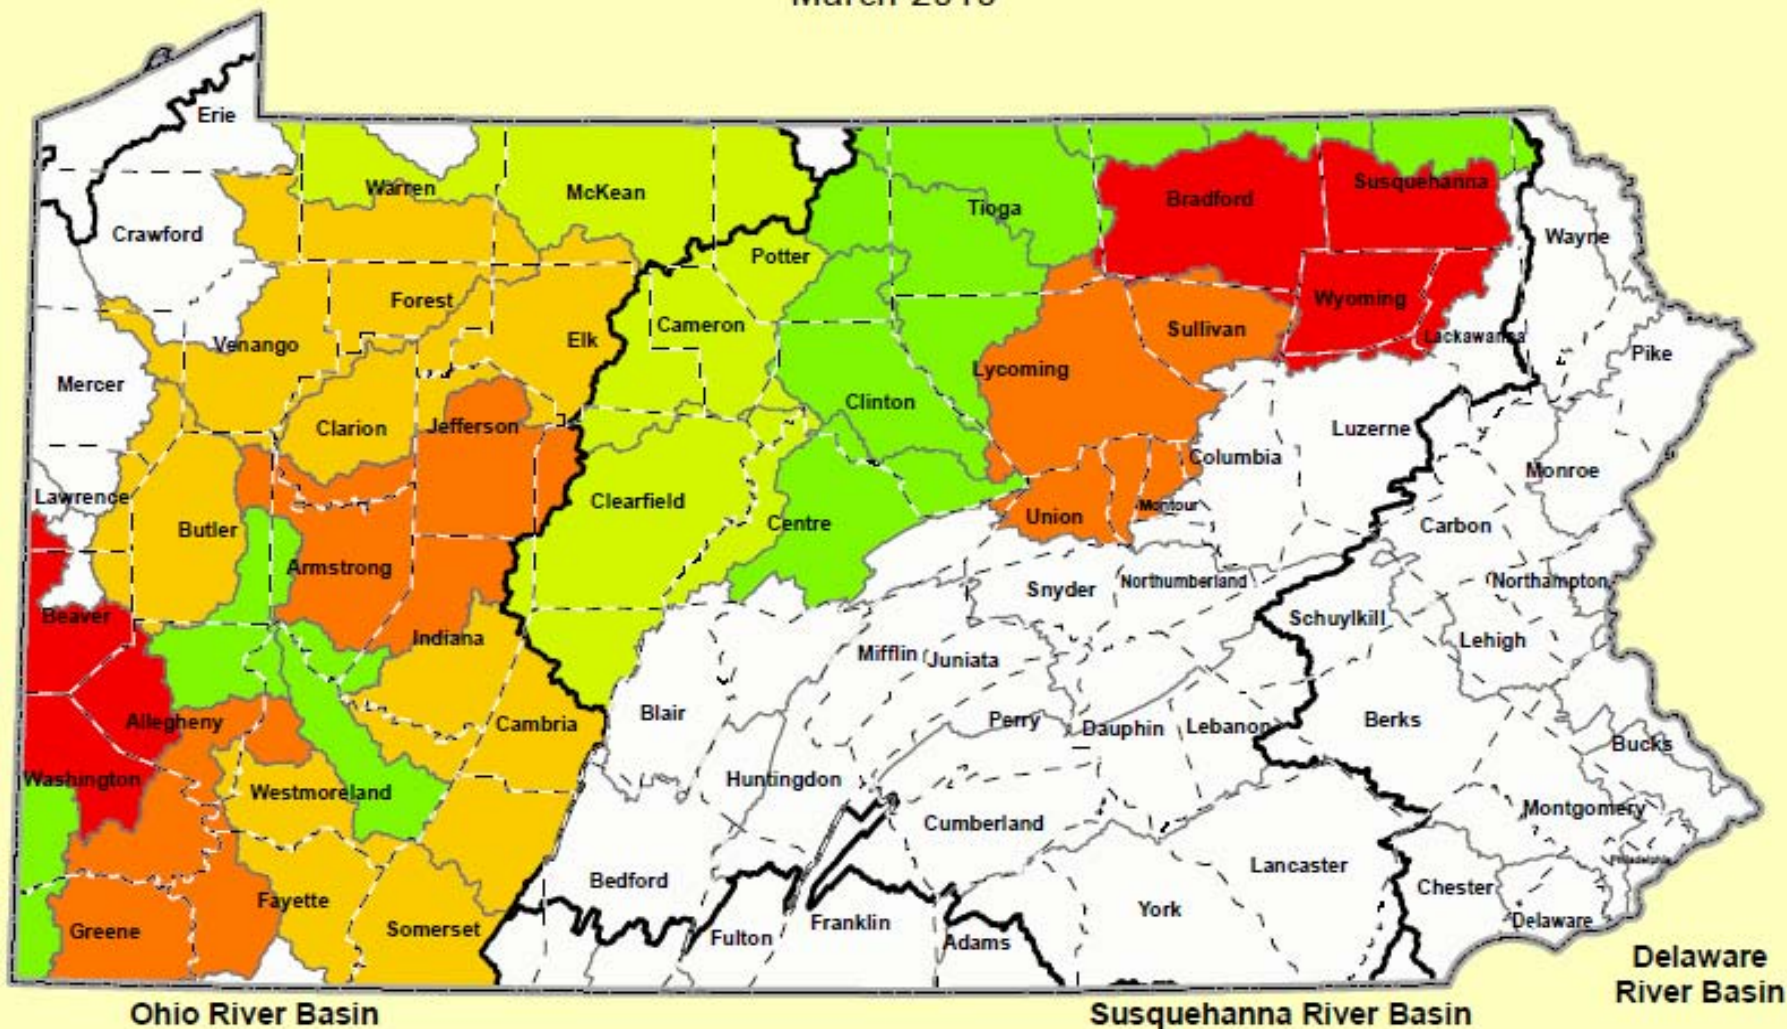 Erie
Warren
McKean
Susquehanna
Bradford
Tioga
Crawford
Wayne
Potter
Forest
Wyoming
Cameron
Sullivan
Elk
Venango
Lackawanna
Pike
Lycoming
Mercer
Clinton
Jefferson
Clarion
Luzerne
Columbia
Monroe
Lawrence
Clearfield
Montour
Union
Centre
Butler
Carbon
Armstrong
Northampton
Northumberland
Snyder
Beaver
Schuylkill
Indiana
Lehigh
Mifflin
Juniata
Blair
Perry
Berks
Allegheny
Cambria
Dauphin
Lebanon
Bucks
Washington
Huntingdon
Westmoreland
Montgomery
Cumberland
Philadelphia
Lancaster
Bedford
Chester
Fayette
York
Franklin
Delaware
Greene
Somerset
Fulton
Adams
Delaware
River Basin
Ohio River Basin
Susquehanna River Basin